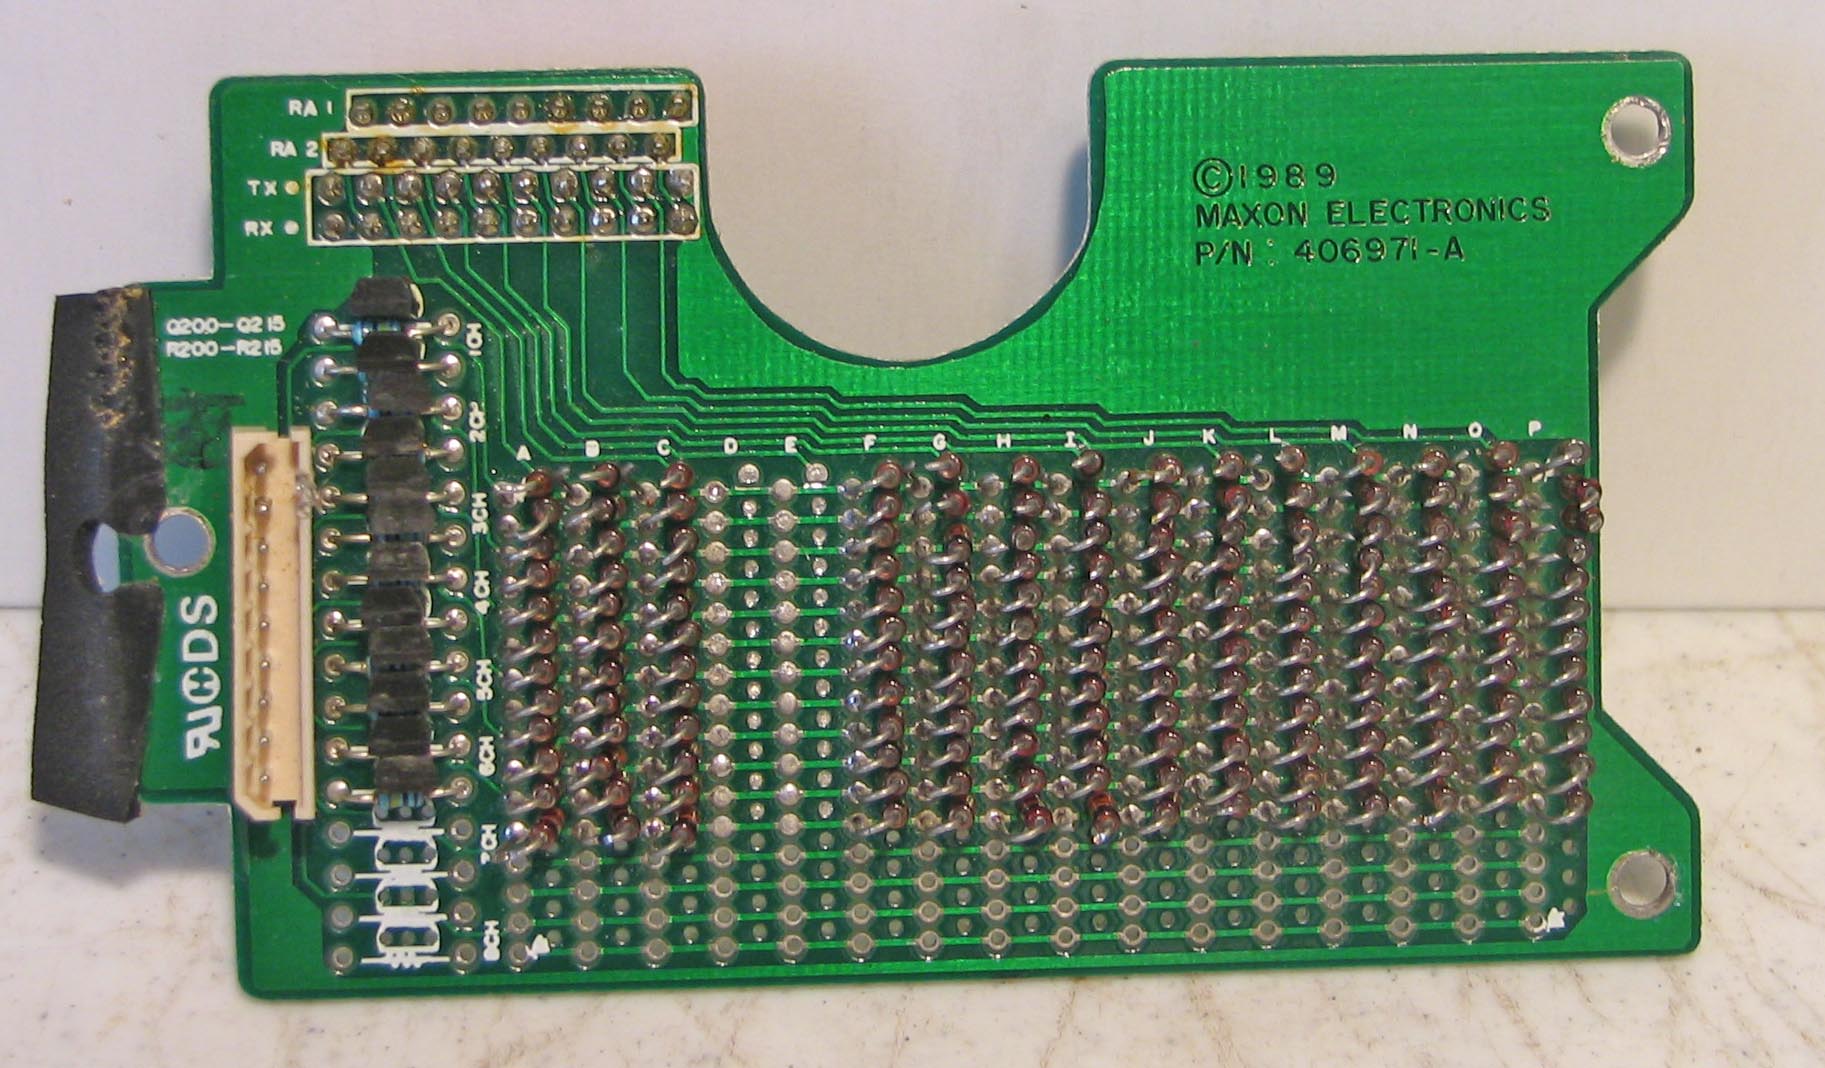 RA 1
RA 2
TX
RX
©1989
MAXON ELECTRONICS
P/N : 406971-A
Q200-Q215
R200-R215
1CH
2CH
3CH
4CH
5CH
6CH
7CH
8CH
A B C D E F G H I J K L M N O P
CDS